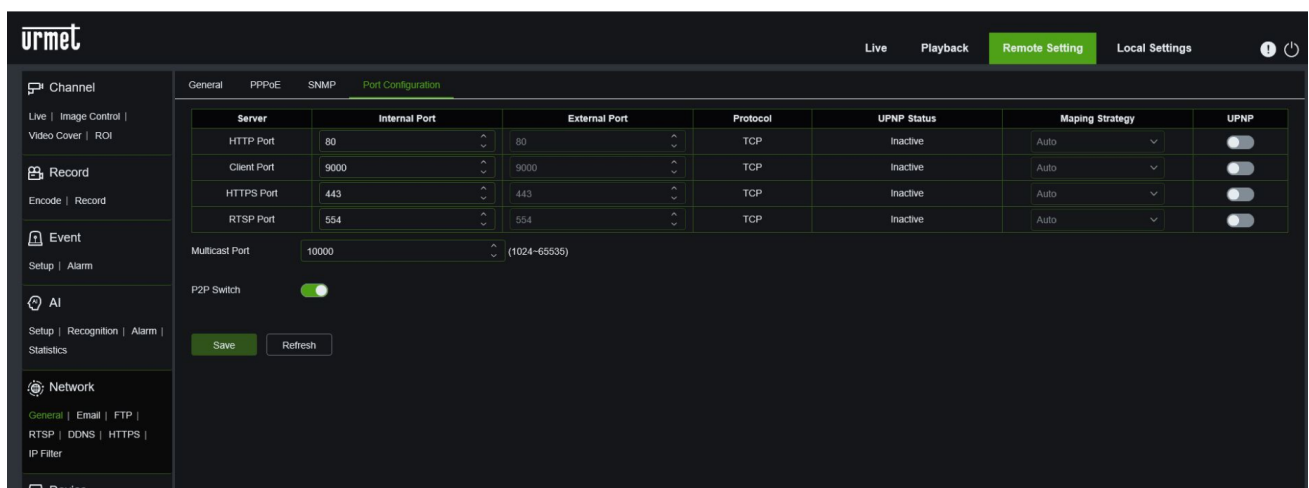 urmet
Live Playback Remote Setting Local Settings
Channel
Live | Image Control |
Video Cover | ROI
Record
Encode | Record
Event
Setup | Alarm
AI
Setup | Recognition | Alarm |
Statistics
Network
General | Email | FTP |
RTSP | DDNS | HTTPS |
IP Filter
General PPPoE SNMP Port Configuration
Server Internal Port External Port Protocol UPNP Status Maping Strategy UPNP
HTTP Port 80 80 TCP Inactive Auto
Client Port 9000 9000 TCP Inactive Auto
HTTPS Port 443 443 TCP Inactive Auto
RTSP Port 554 554 TCP Inactive Auto
Multicast Port 10000 (1024~65535)
P2P Switch
Save Refresh